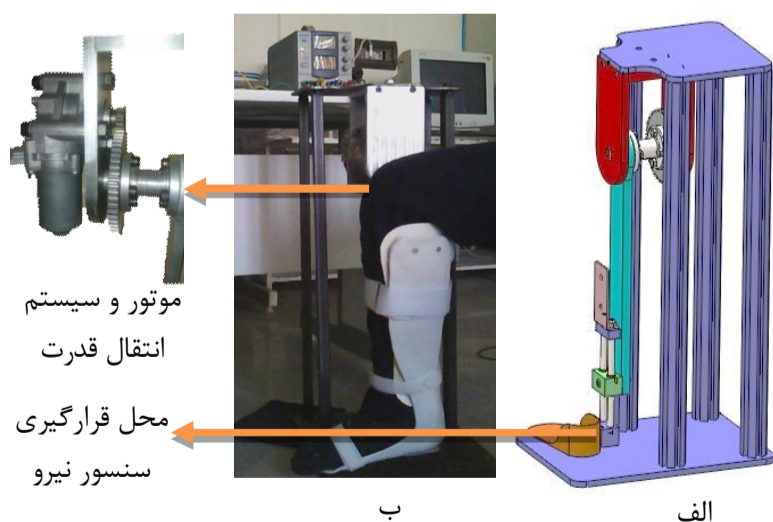 موتور و سیستم
انتقال قدرت
محل قرارگیری
سنسور نیرو
ب
الف